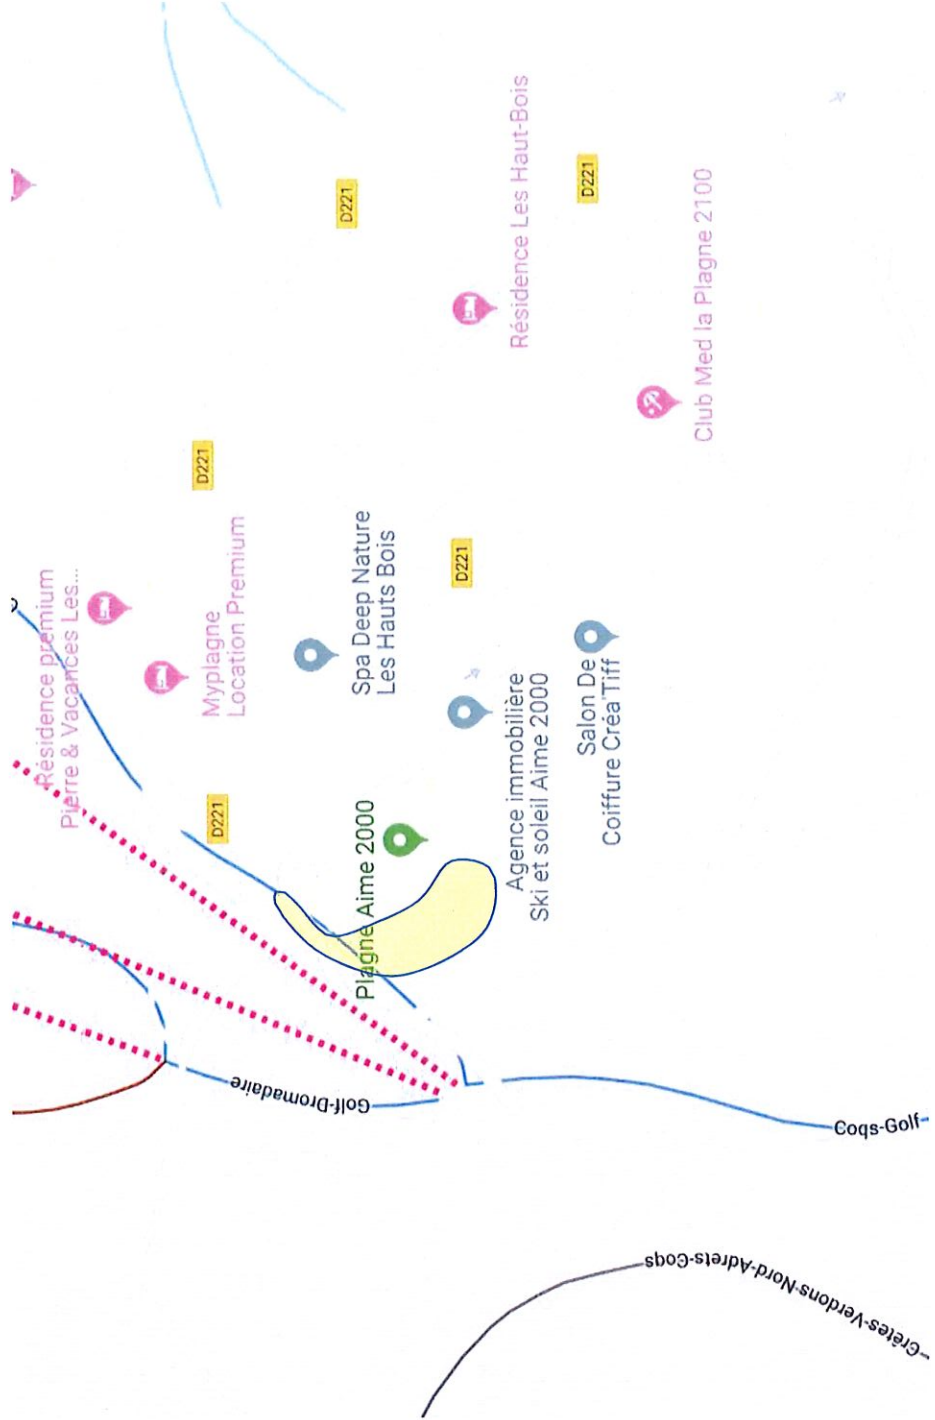 Résidence premium
Pierre & Vacances Les...
Myplagne
Location Premium
D221
D221
D221
Résidence Les Haut-Bois
D221
Club Med la Plagne 2100
Spa Deep Nature
Les Hauts Bois
D221
Plagne Aime 2000
Agence immobilière
Ski et soleil Aime 2000
Salon De
Coiffure Créa'Tiff
Golf-Dromadaire
Coqs-Golf
Crêtes-Verdons-Nord-Adrets-Coqs